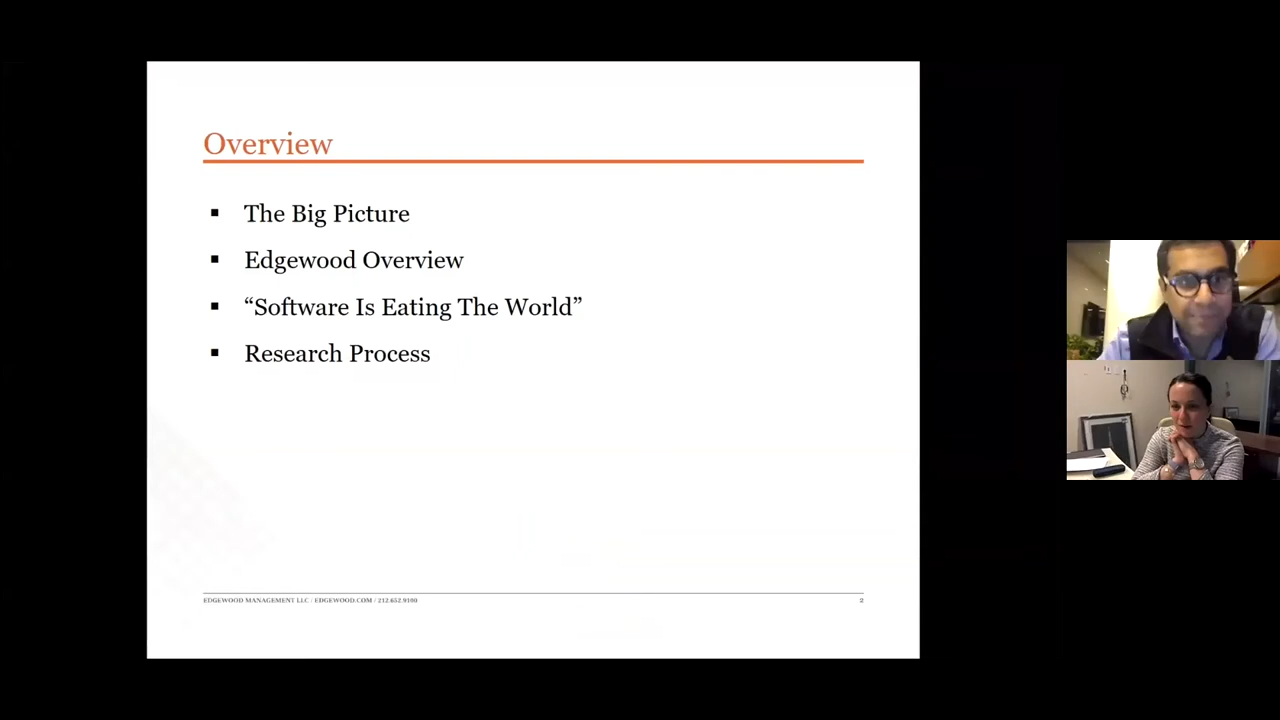 Overview
▪ The Big Picture
▪ Edgewood Overview
▪ “Software Is Eating The World”
▪ Research Process
EDGEWOOD MANAGEMENT LLC / EDGEWOOD.COM / 212.652.9100
2